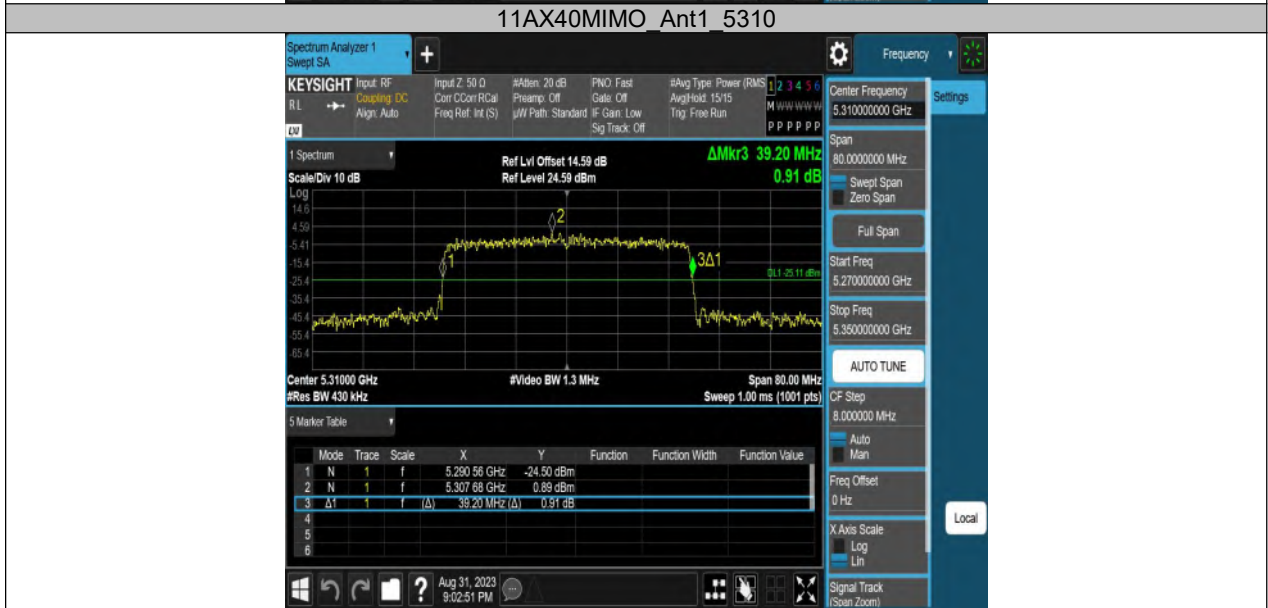 11AX40MIMO_Ant1_5310
Spectrum Analyzer 1
Swept SA
+
Frequency
KEYSIGHT
Input: RF
Input Z: 50 Ω
#Atten: 20 dB
PNO: Fast
#Avg Type: Power (RMS
1 2 3 4 5 6
RL
Coupling: DC
Corr CCorr RCal
Preamp: Off
Gate: Off
Avg|Hold: 15/15
M W W W W W
Align: Auto
Freq Ref: Int (S)
µW Path: Standard
IF Gain: Low
Trig: Free Run
Sig Track: Off
P P P P P P
LXI
Center Frequency
5.310000000 GHz
Settings
Span
80.0000000 MHz
Swept Span
Zero Span
Full Span
Start Freq
5.270000000 GHz
Stop Freq
5.350000000 GHz
AUTO TUNE
CF Step
8.000000 MHz
Auto
Man
Freq Offset
0 Hz
X Axis Scale
Log
Lin
Signal Track
(Span Zoom)
Local
1 Spectrum
Ref Lvl Offset 14.59 dB
ΔMkr3 39.20 MHz
Scale/Div 10 dB
Ref Level 24.59 dBm
0.91 dB
Log
14.6
4.59
-5.41
-15.4
-25.4
-35.4
-45.4
-55.4
-65.4
2
1
3Δ1
DL1 -25.11 dBm
Center 5.31000 GHz
#Video BW 1.3 MHz
Span 80.00 MHz
#Res BW 430 kHz
Sweep 1.00 ms (1001 pts)
5 Marker Table
Mode Trace Scale X Y Function Function Width Function Value
1 N 1 f 5.290 56 GHz -24.50 dBm
2 N 1 f 5.307 68 GHz 0.89 dBm
3 Δ1 1 f (Δ) 39.20 MHz (Δ) 0.91 dB
4
5
6
?
Aug 31, 2023
9:02:51 PM